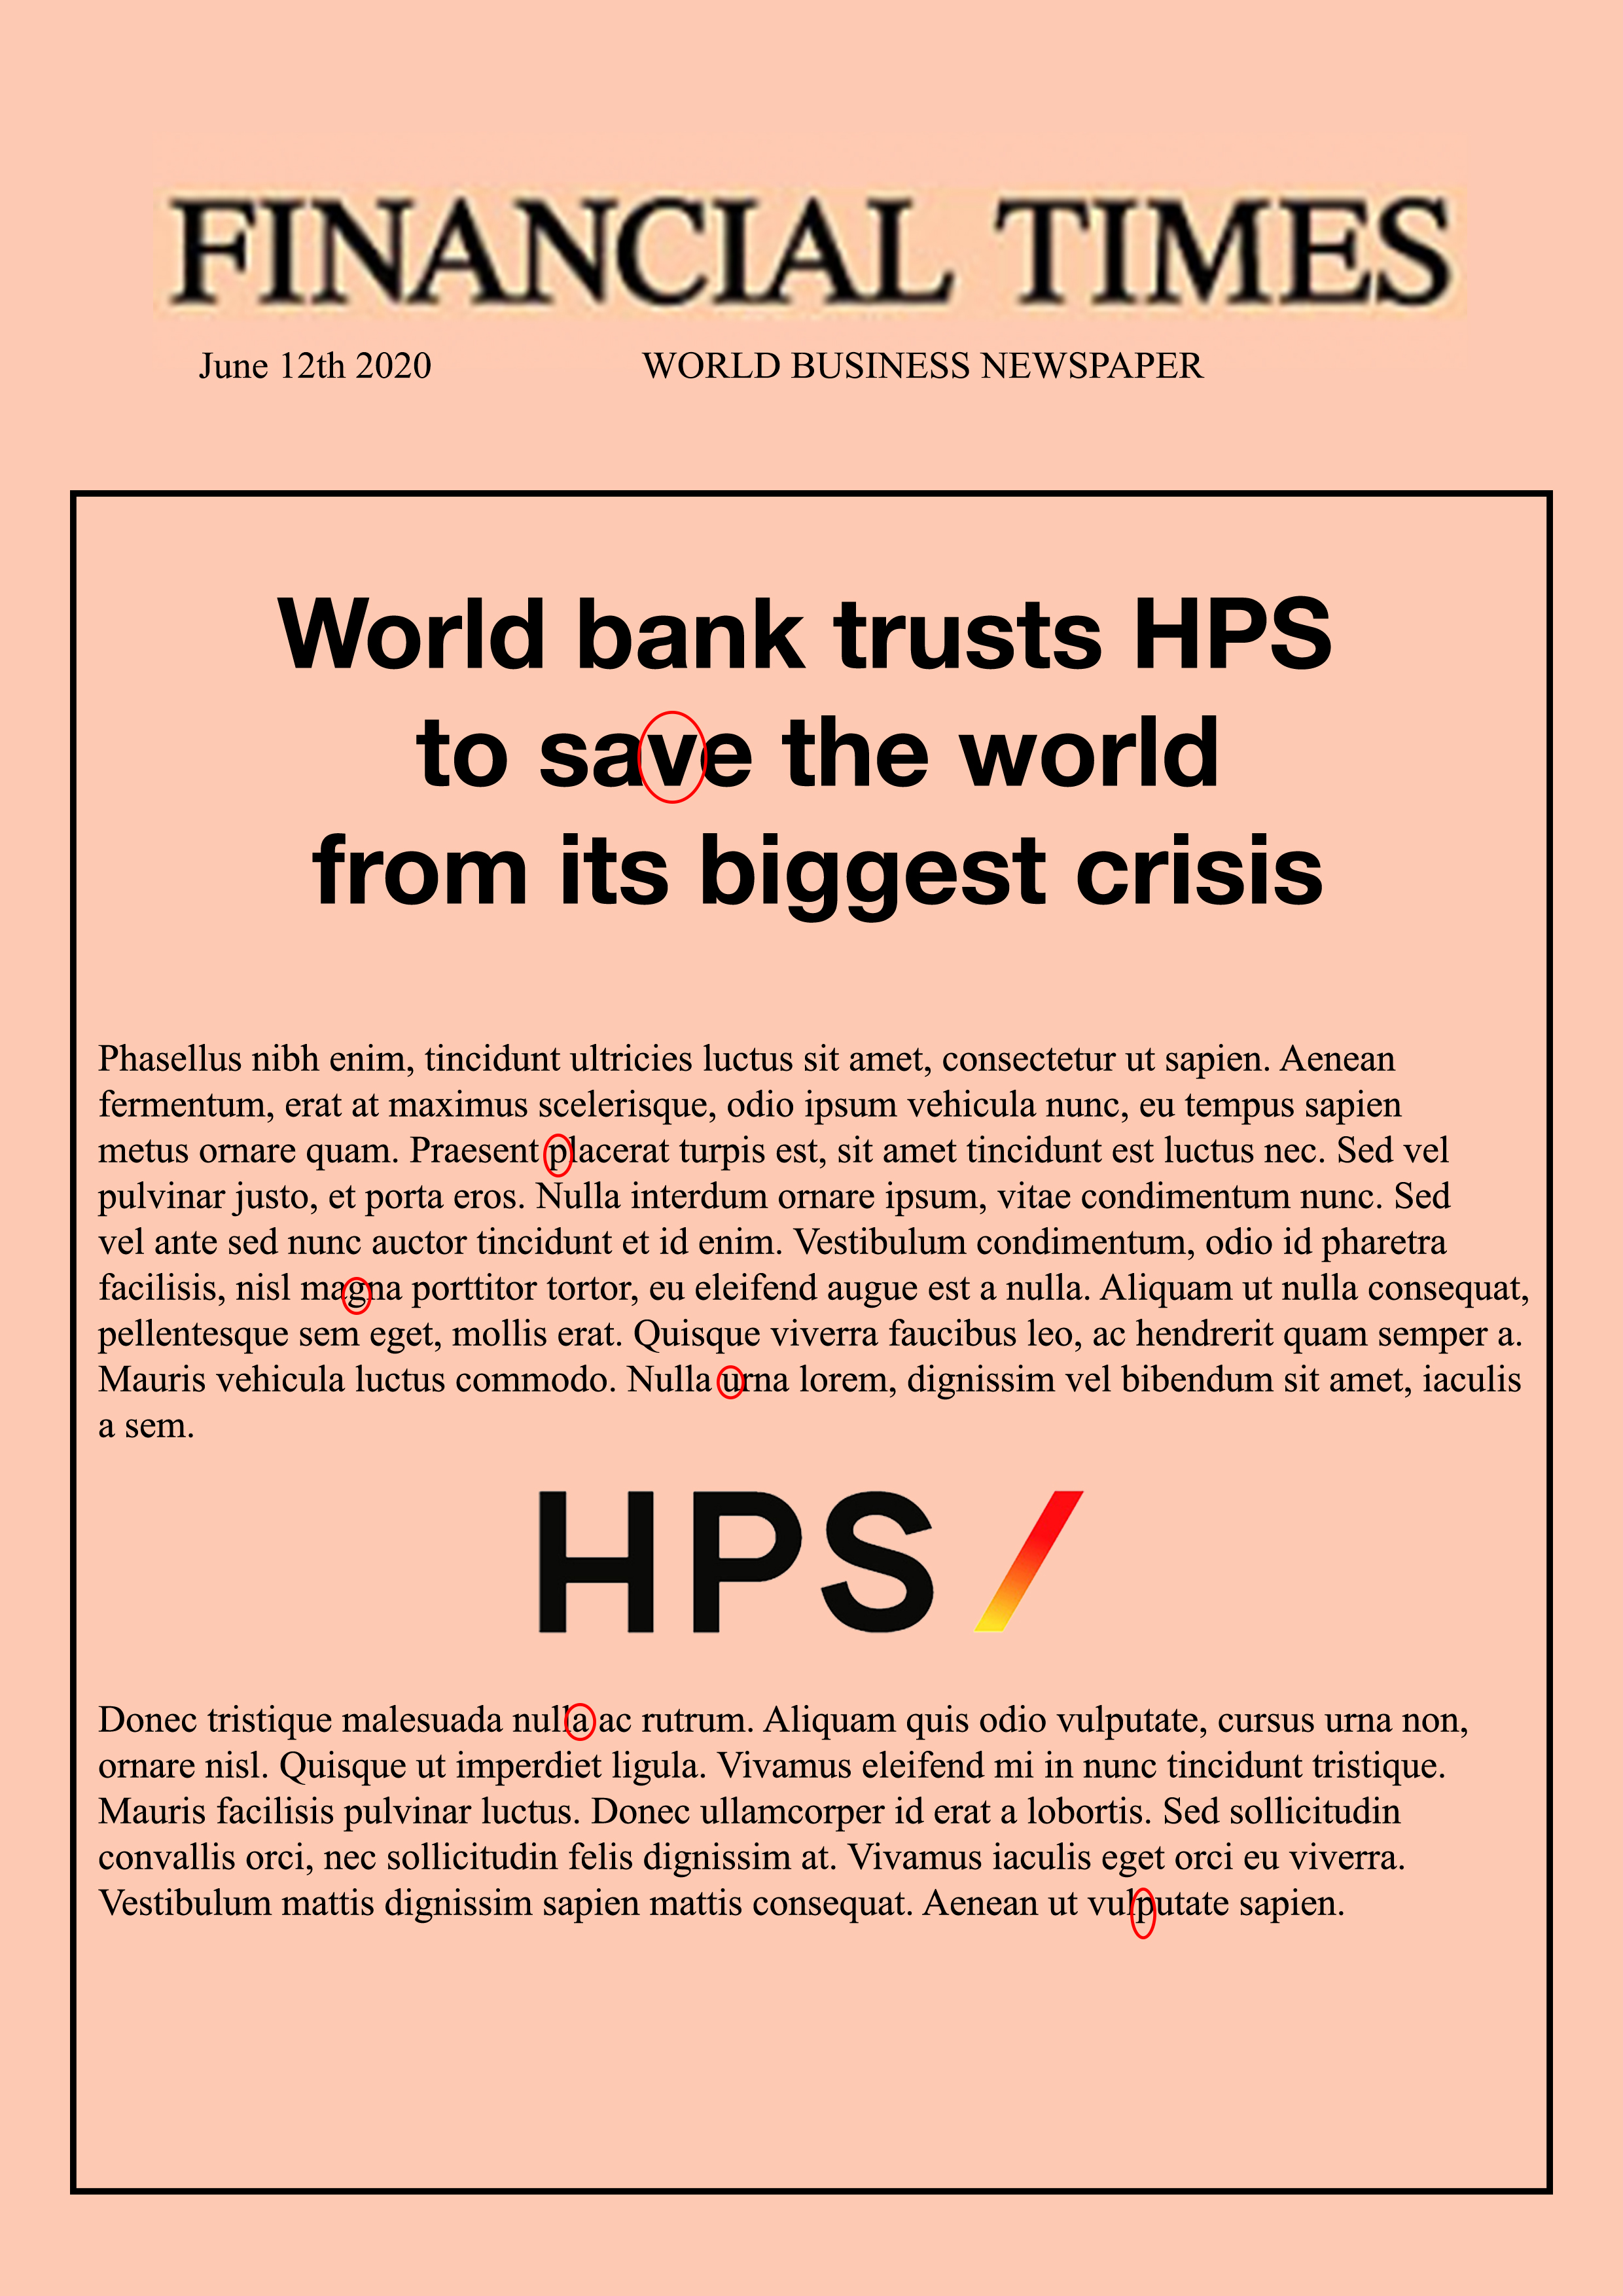 FINANCIAL TIMES
June 12th 2020 WORLD BUSINESS NEWSPAPER
World bank trusts HPS
to save the world
from its biggest crisis
Phasellus nibh enim, tincidunt ultricies luctus sit amet, consectetur ut sapien. Aenean
fermentum, erat at maximus scelerisque, odio ipsum vehicula nunc, eu tempus sapien
metus ornare quam. Praesent placerat turpis est, sit amet tincidunt est luctus nec. Sed vel
pulvinar justo, et porta eros. Nulla interdum ornare ipsum, vitae condimentum nunc. Sed
vel ante sed nunc auctor tincidunt et id enim. Vestibulum condimentum, odio id pharetra
facilisis, nisl magna porttitor tortor, eu eleifend augue est a nulla. Aliquam ut nulla consequat,
pellentesque sem eget, mollis erat. Quisque viverra faucibus leo, ac hendrerit quam semper a.
Mauris vehicula luctus commodo. Nulla urna lorem, dignissim vel bibendum sit amet, iaculis
a sem.
HPS/
Donec tristique malesuada nulla ac rutrum. Aliquam quis odio vulputate, cursus urna non,
ornare nisl. Quisque ut imperdiet ligula. Vivamus eleifend mi in nunc tincidunt tristique.
Mauris facilisis pulvinar luctus. Donec ullamcorper id erat a lobortis. Sed sollicitudin
convallis orci, nec sollicitudin felis dignissim at. Vivamus iaculis eget orci eu viverra.
Vestibulum mattis dignissim sapien mattis consequat. Aenean ut vulputate sapien.